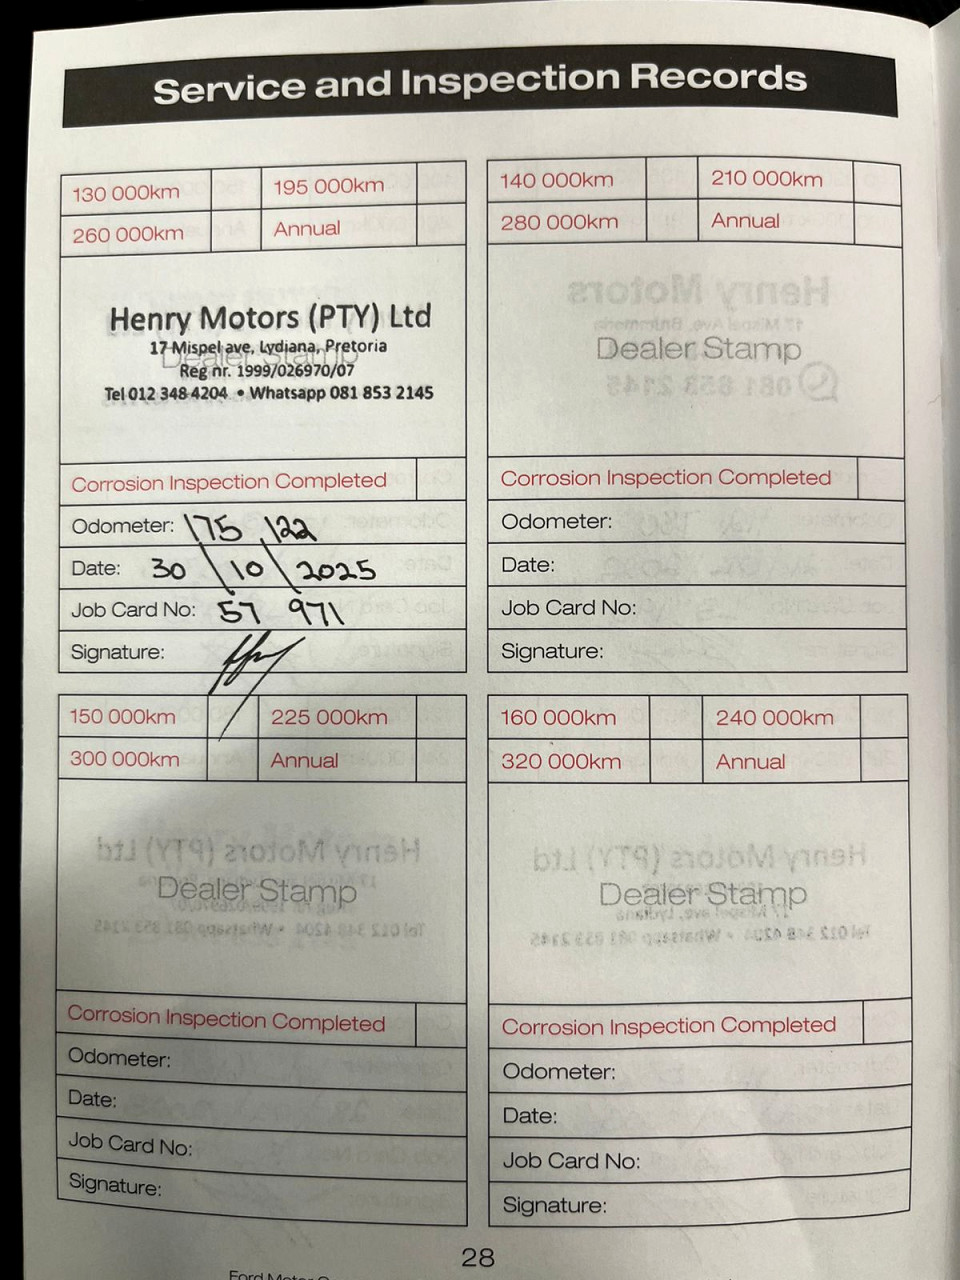 Service and Inspection Records
130 000km 195 000km
260 000km Annual
Henry Motors (PTY) Ltd
17 Mispel ave, Lydiana, Pretoria
Dealer Stamp
Reg nr. 1999/026970/07
Tel 012 348 4204 • Whatsapp 081 853 2145
Corrosion Inspection Completed
Odometer: 175,122
Date: 30\10\2025
Job Card No: 57 971
Signature:
140 000km 210 000km
280 000km Annual
Dealer Stamp
Corrosion Inspection Completed
Odometer:
Date:
Job Card No:
Signature:
150 000km 225 000km
300 000km Annual
Dealer Stamp
Corrosion Inspection Completed
Odometer:
Date:
Job Card No:
Signature:
160 000km 240 000km
320 000km Annual
Dealer Stamp
Corrosion Inspection Completed
Odometer:
Date:
Job Card No:
Signature:
28
Ford Motor